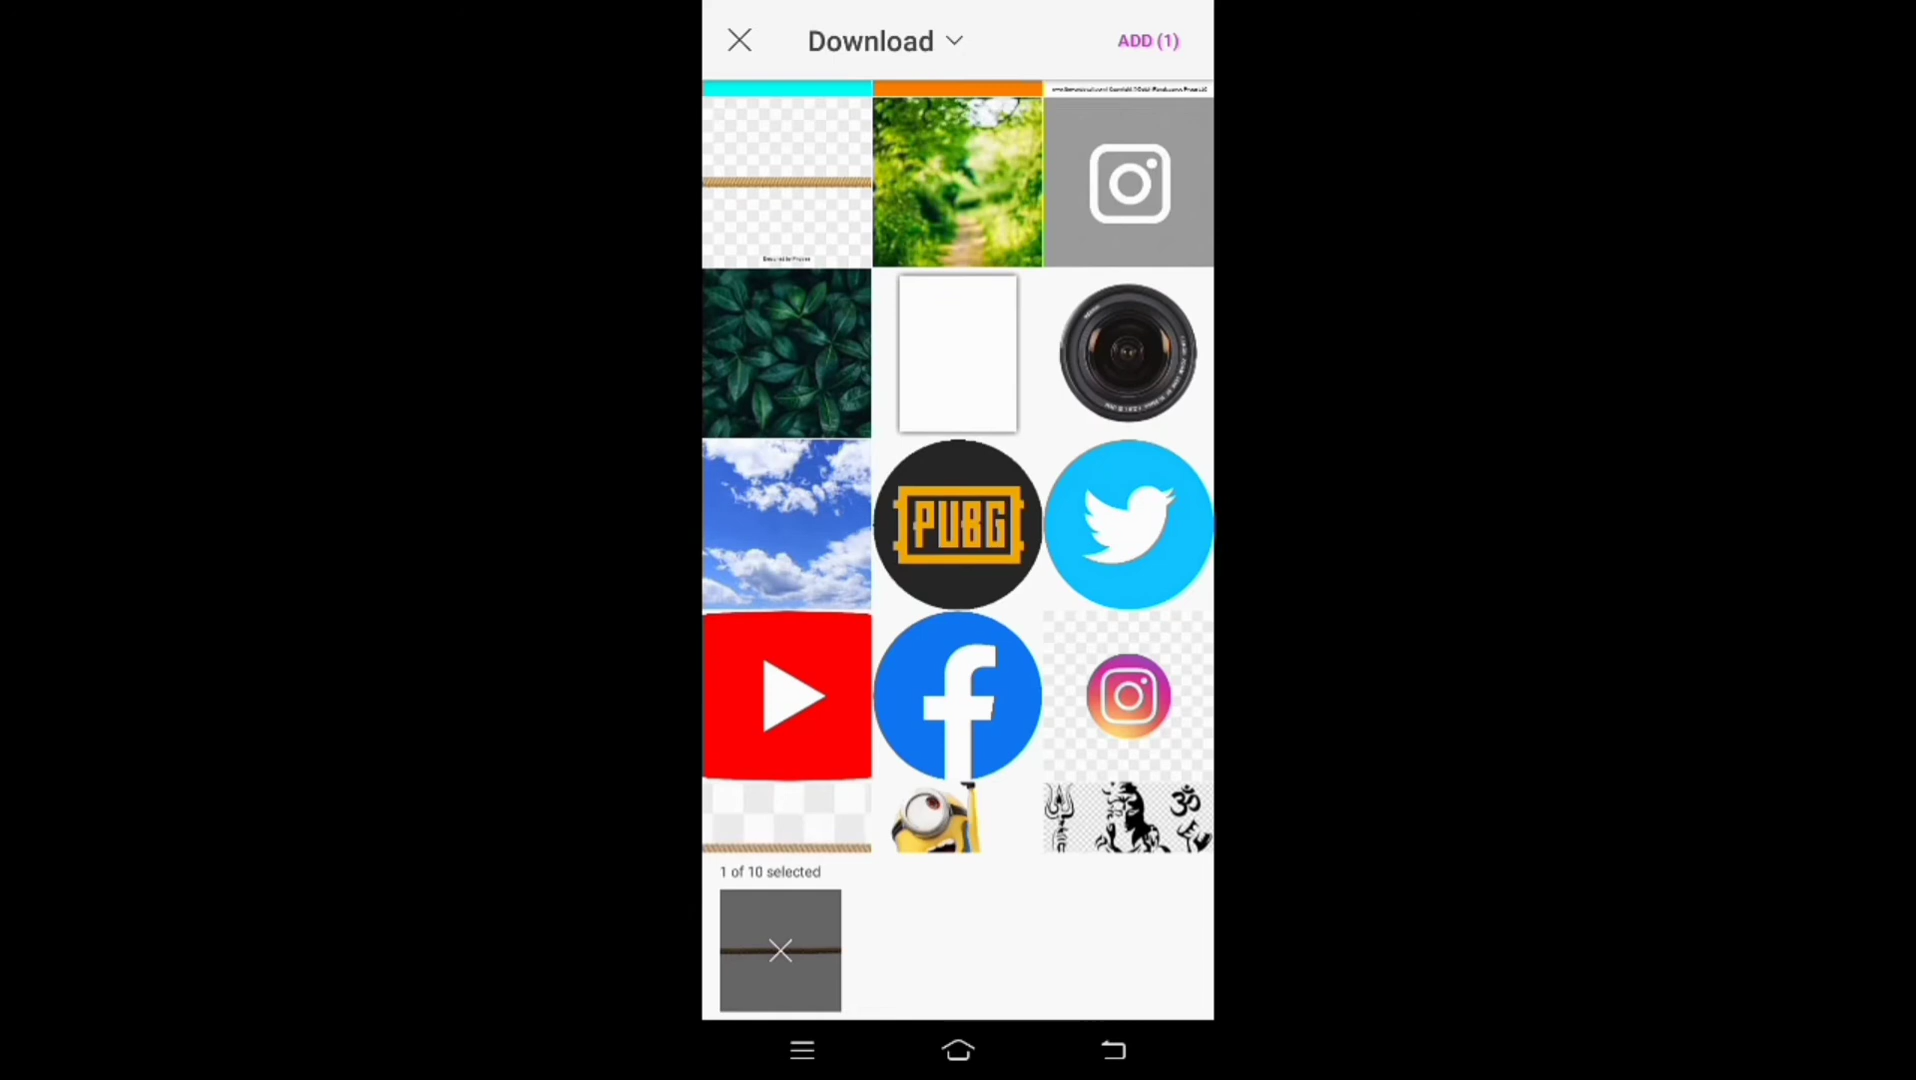 Download
ADD (1)
PUBG
ॐ
1 of 10 selected